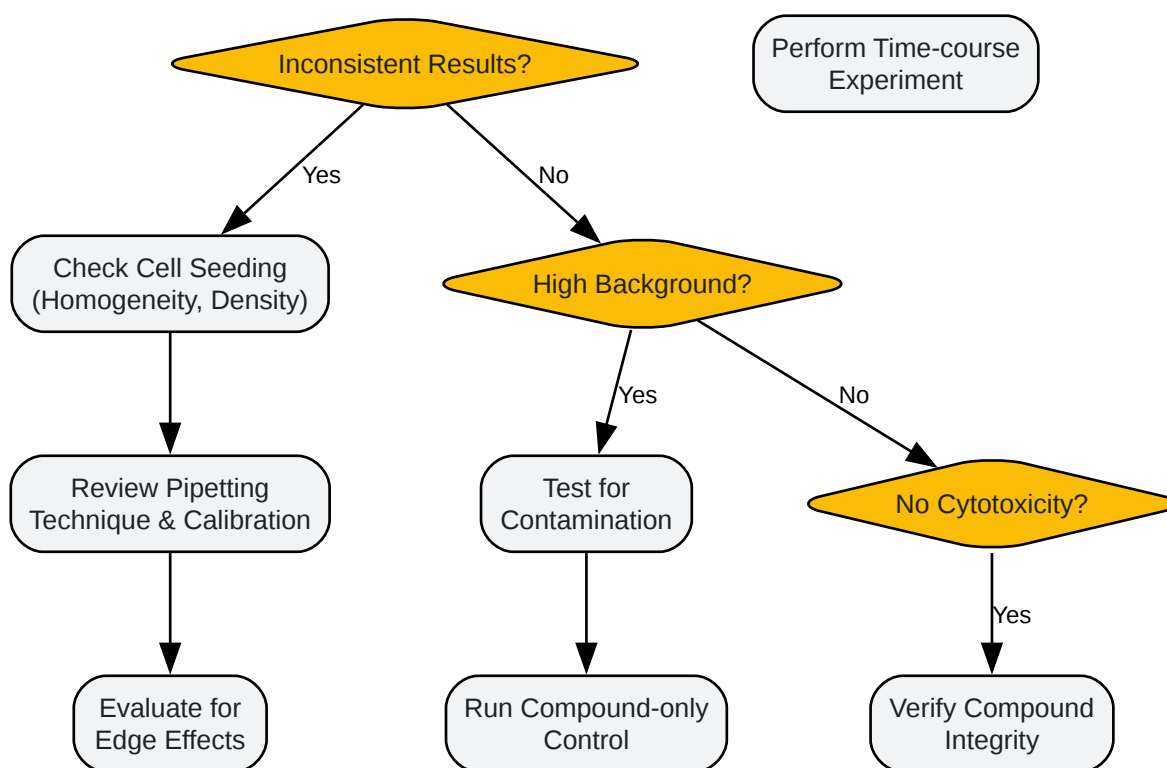 Inconsistent Results?
Perform Time-course
Experiment
Yes
No
Check Cell Seeding
(Homogeneity, Density)
High Background?
Yes
No
Review Pipetting
Technique & Calibration
Test for
Contamination
No Cytotoxicity?
Yes
Evaluate for
Edge Effects
Run Compound-only
Control
Verify Compound
Integrity